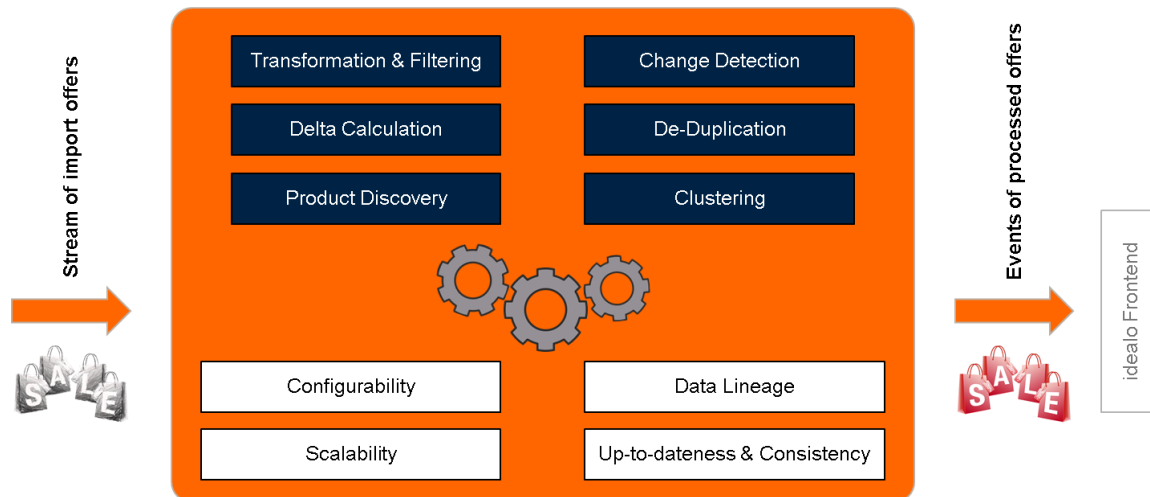 Stream of import offers
Transformation & Filtering
Change Detection
Delta Calculation
De-Duplication
Product Discovery
Clustering
Configurability
Data Lineage
Scalability
Up-to-dateness & Consistency
SALE
Events of processed offers
SALE
idealo Frontend